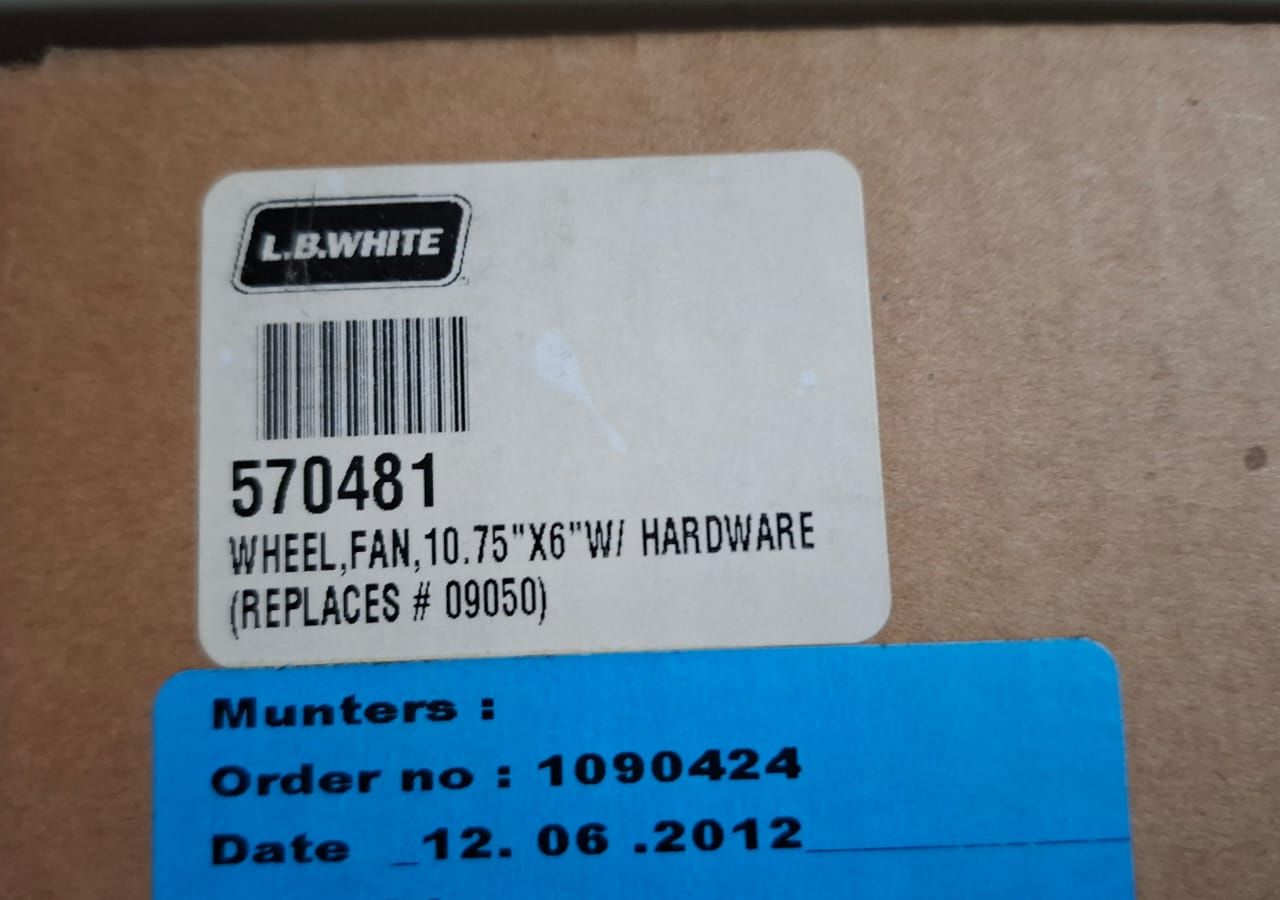 L.B.WHITE
570481
WHEEL,FAN,10.75"X6"W/ HARDWARE
(REPLACES # 09050)
Munters :
Order no : 1090424
Date _12. 06 .2012